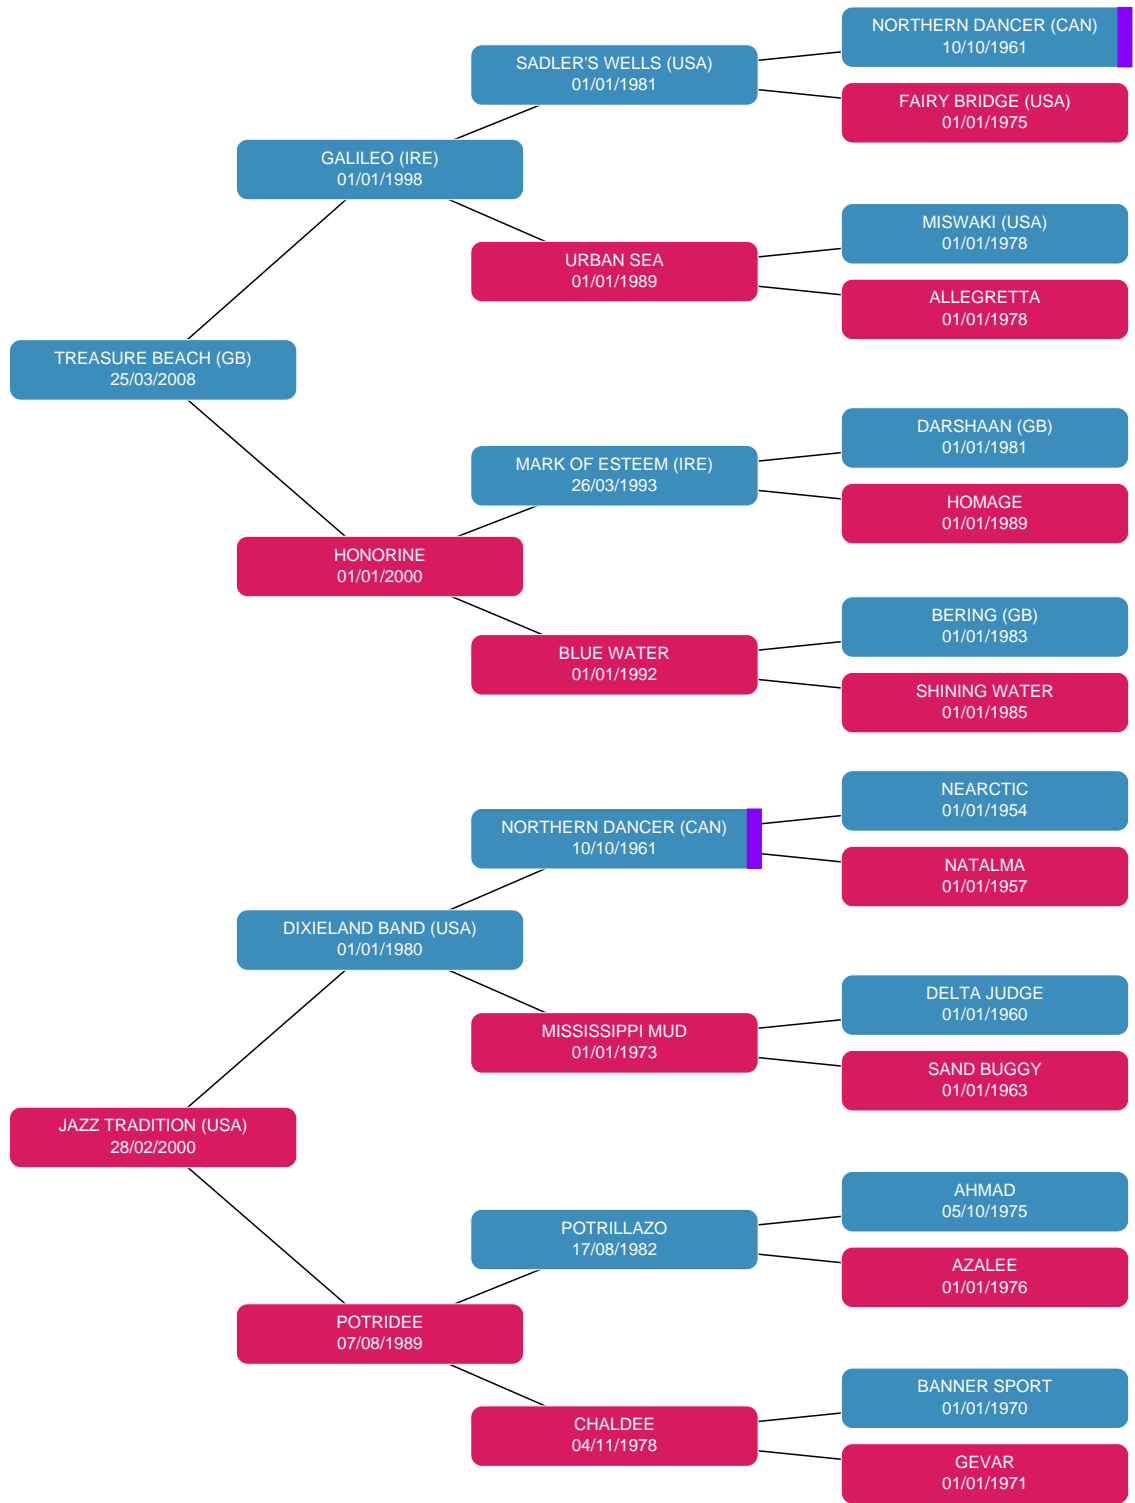 NORTHERN DANCER (CAN)
10/10/1961
SADLER'S WELLS (USA)
01/01/1981
FAIRY BRIDGE (USA)
01/01/1975
GALILEO (IRE)
01/01/1998
MISWAKI (USA)
01/01/1978
URBAN SEA
01/01/1989
ALLEGRETTA
01/01/1978
TREASURE BEACH (GB)
25/03/2008
DARSHAAN (GB)
01/01/1981
MARK OF ESTEEM (IRE)
26/03/1993
HOMAGE
01/01/1989
HONORINE
01/01/2000
BERING (GB)
01/01/1983
BLUE WATER
01/01/1992
SHINING WATER
01/01/1985
NEARCTIC
01/01/1954
NORTHERN DANCER (CAN)
10/10/1961
NATALMA
01/01/1957
DIXIELAND BAND (USA)
01/01/1980
DELTA JUDGE
01/01/1960
MISSISSIPPI MUD
01/01/1973
SAND BUGGY
01/01/1963
JAZZ TRADITION (USA)
28/02/2000
AHMAD
05/10/1975
POTRILLAZO
17/08/1982
AZALEE
01/01/1976
POTRIDEE
07/08/1989
BANNER SPORT
01/01/1970
CHALDEE
04/11/1978
GEVAR
01/01/1971